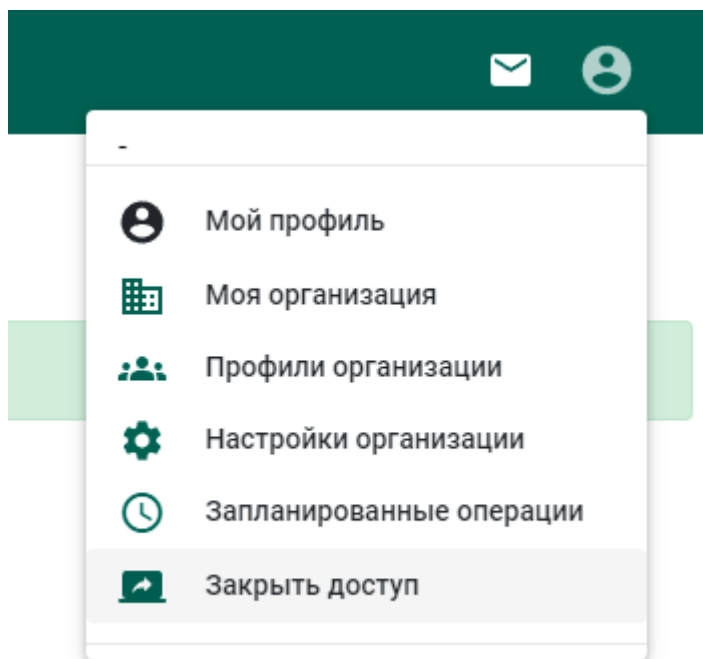 -
Мой профиль
Моя организация
Профили организации
Настройки организации
Запланированные операции
Закрыть доступ